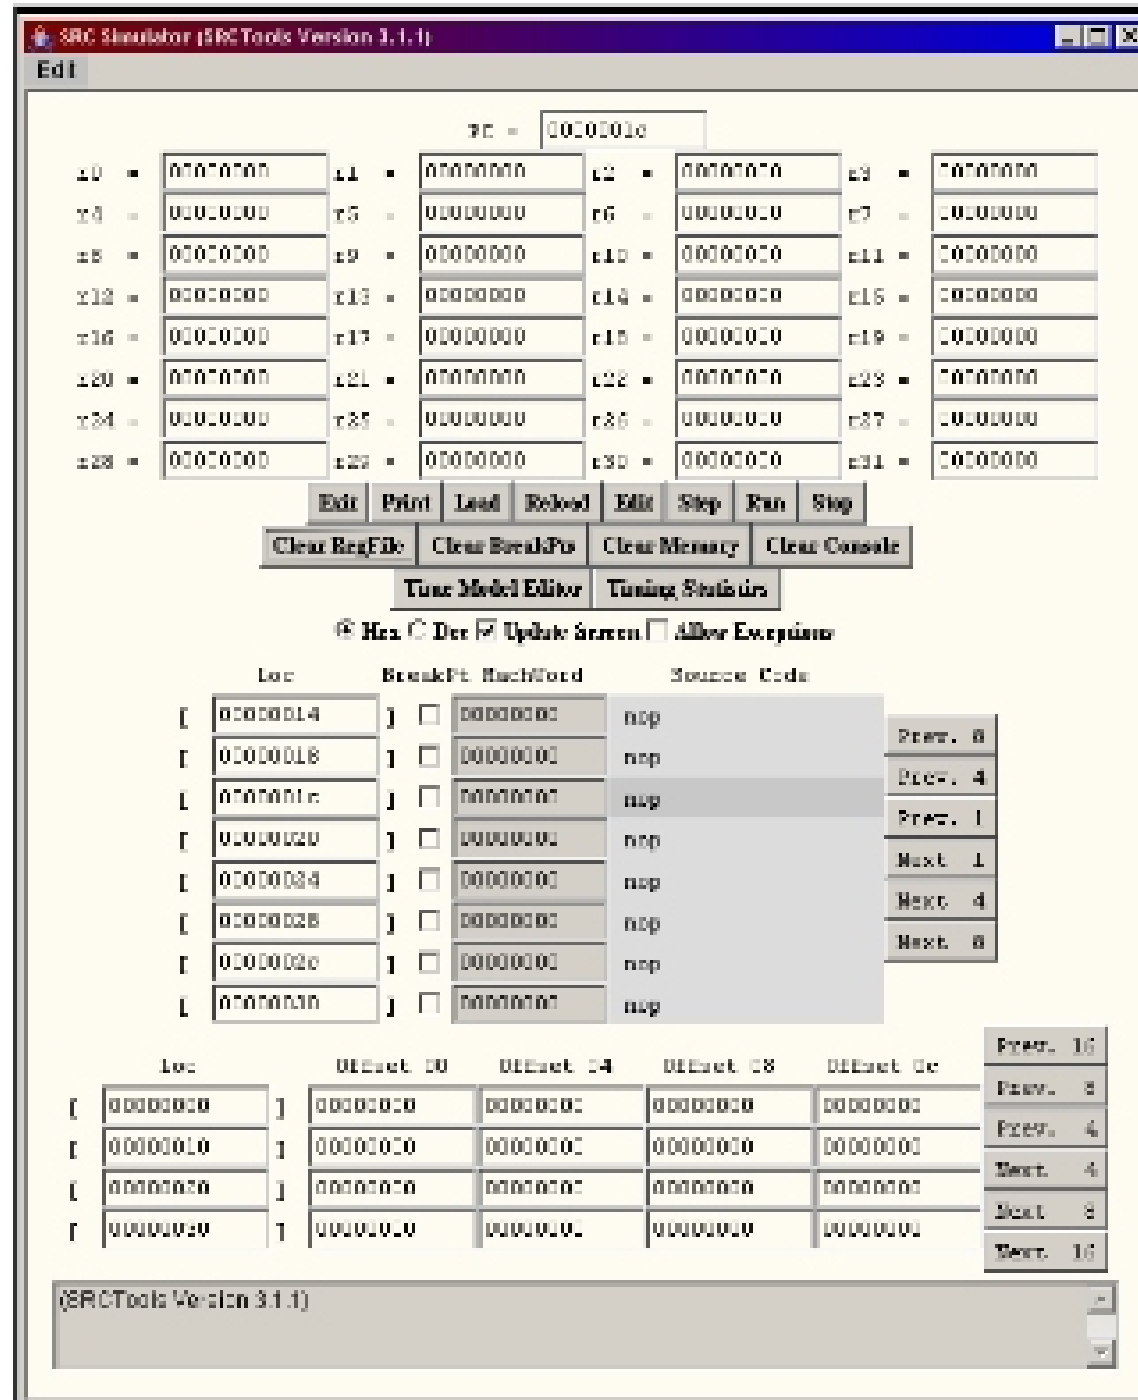 SRC Simulator (SRCTools Version 3.1.1)
Edit
PC = 0000001c
r0 = 00000000 r1 = 00000000 r2 = 00000000 r3 = 00000000
r4 = 00000000 r5 = 00000000 r6 = 00000000 r7 = 00000000
r8 = 00000000 r9 = 00000000 r10 = 00000000 r11 = 00000000
r12 = 00000000 r13 = 00000000 r14 = 00000000 r15 = 00000000
r16 = 00000000 r17 = 00000000 r18 = 00000000 r19 = 00000000
r20 = 00000000 r21 = 00000000 r22 = 00000000 r23 = 00000000
r24 = 00000000 r25 = 00000000 r26 = 00000000 r27 = 00000000
r28 = 00000000 r29 = 00000000 r30 = 00000000 r31 = 00000000
Exit Print Load Reload Edit Step Run Stop
Clear RegFile Clear BreakPts Clear Memory Clear Console
Time Model Editor Timing Statistics
Hex Dec Update Screen Allow Exceptions
Loc BreakPt MachWord Source Code
[ 00000014 ] 00000000 nop
[ 00000018 ] 00000000 nop
[ 0000001c ] 00000000 nop
[ 00000020 ] 00000000 nop
[ 00000024 ] 00000000 nop
[ 00000028 ] 00000000 nop
[ 0000002c ] 00000000 nop
[ 00000030 ] 00000000 nop
Prev. 8
Prev. 4
Prev. 1
Next 1
Next 4
Next 8
Loc Offset 00 Offset 04 Offset 08 Offset 0c
[ 00000000 ] 00000000 00000000 00000000 00000000
[ 00000010 ] 00000000 00000000 00000000 00000000
[ 00000020 ] 00000000 00000000 00000000 00000000
[ 00000030 ] 00000000 00000000 00000000 00000000
Prev. 16
Prev. 8
Prev. 4
Next 4
Next 8
Next 16
(SRCTools Version 3.1.1)